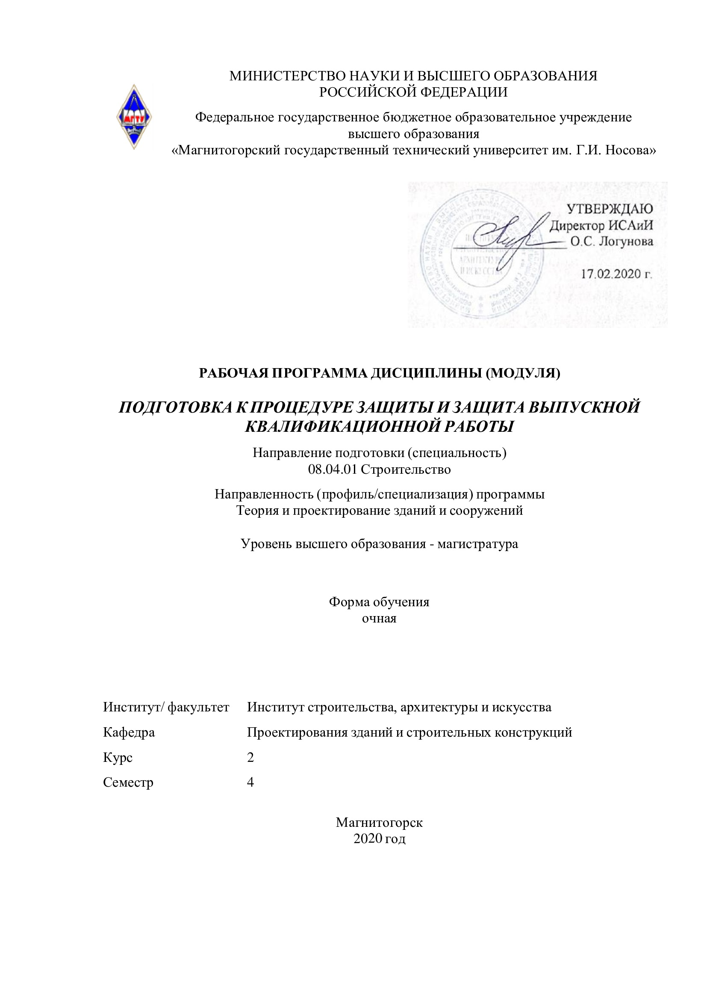 МИНИСТЕРСТВО НАУКИ И ВЫСШЕГО ОБРАЗОВАНИЯ
РОССИЙСКОЙ ФЕДЕРАЦИИ
Федеральное государственное бюджетное образовательное учреждение
высшего образования
«Магнитогорский государственный технический университет им. Г.И. Носова»
МГТУ
УТВЕРЖДАЮ
Директор ИСАиИ
О.С. Логунова
17.02.2020 г.
ИНСТИТУТ
СТРОИТЕЛЬСТВА
АРХИТЕКТУРЫ
И ИСКУССТВА
РАБОЧАЯ ПРОГРАММА ДИСЦИПЛИНЫ (МОДУЛЯ)
ПОДГОТОВКА К ПРОЦЕДУРЕ ЗАЩИТЫ И ЗАЩИТА ВЫПУСКНОЙ
КВАЛИФИКАЦИОННОЙ РАБОТЫ
Направление подготовки (специальность)
08.04.01 Строительство
Направленность (профиль/специализация) программы
Теория и проектирование зданий и сооружений
Уровень высшего образования - магистратура
Форма обучения
очная
Институт/ факультет Институт строительства, архитектуры и искусства
Кафедра Проектирования зданий и строительных конструкций
Курс 2
Семестр 4
Магнитогорск
2020 год